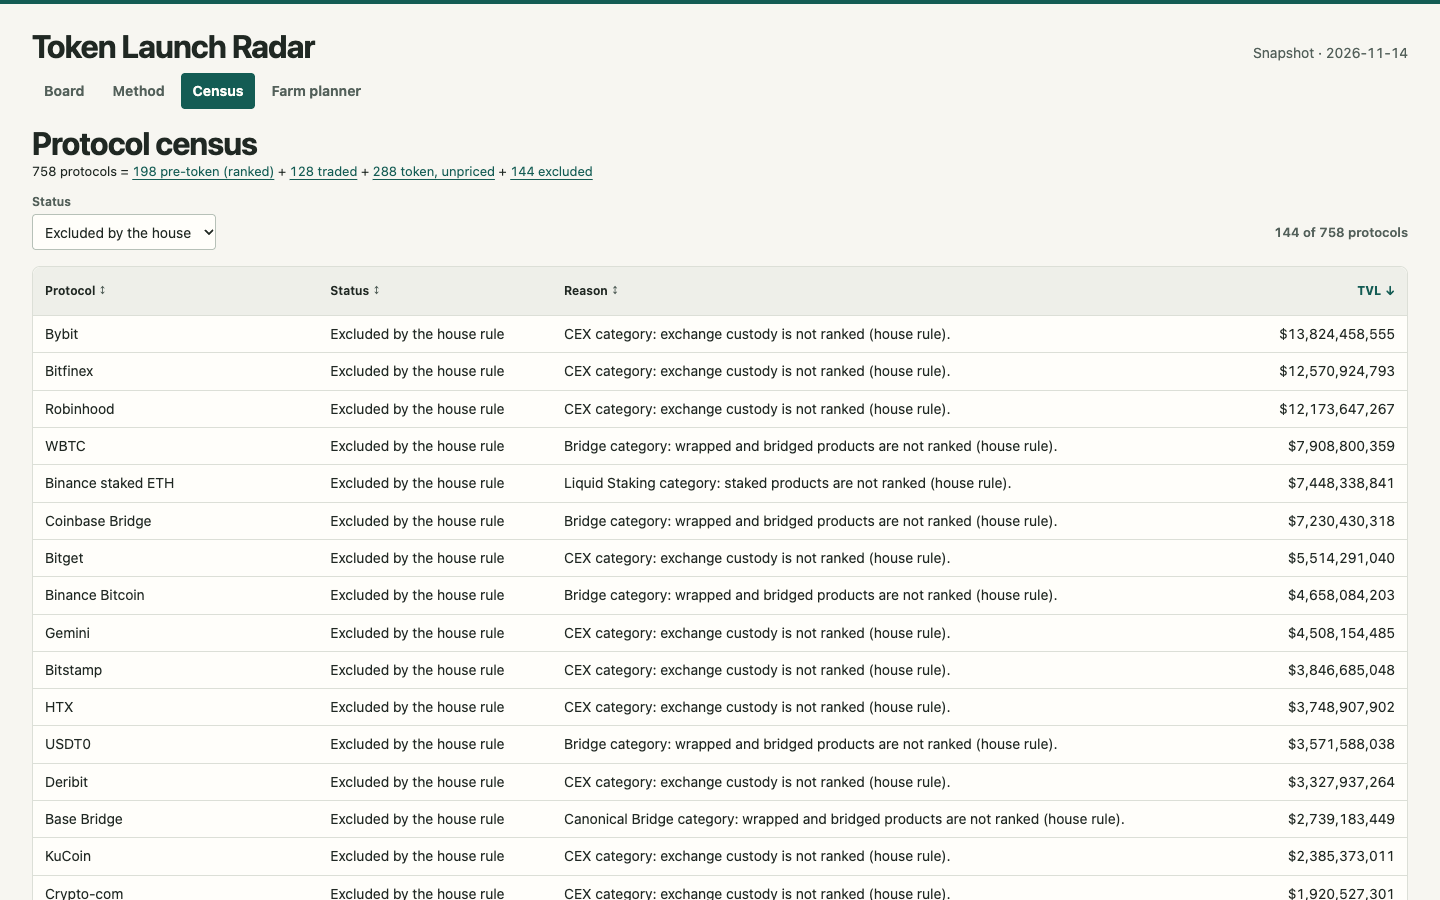 Token Launch Radar
Snapshot · 2026-11-14
Board Method Census Farm planner
Protocol census
758 protocols = 198 pre-token (ranked) + 128 traded + 288 token, unpriced + 144 excluded
Status
Excluded by the house
144 of 758 protocols
Protocol ↕ Status ↕ Reason ↕ TVL ↓
Bybit Excluded by the house rule CEX category: exchange custody is not ranked (house rule). $13,824,458,555
Bitfinex Excluded by the house rule CEX category: exchange custody is not ranked (house rule). $12,570,924,793
Robinhood Excluded by the house rule CEX category: exchange custody is not ranked (house rule). $12,173,647,267
WBTC Excluded by the house rule Bridge category: wrapped and bridged products are not ranked (house rule). $7,908,800,359
Binance staked ETH Excluded by the house rule Liquid Staking category: staked products are not ranked (house rule). $7,448,338,841
Coinbase Bridge Excluded by the house rule Bridge category: wrapped and bridged products are not ranked (house rule). $7,230,430,318
Bitget Excluded by the house rule CEX category: exchange custody is not ranked (house rule). $5,514,291,040
Binance Bitcoin Excluded by the house rule Bridge category: wrapped and bridged products are not ranked (house rule). $4,658,084,203
Gemini Excluded by the house rule CEX category: exchange custody is not ranked (house rule). $4,508,154,485
Bitstamp Excluded by the house rule CEX category: exchange custody is not ranked (house rule). $3,846,685,048
HTX Excluded by the house rule CEX category: exchange custody is not ranked (house rule). $3,748,907,902
USDT0 Excluded by the house rule Bridge category: wrapped and bridged products are not ranked (house rule). $3,571,588,038
Deribit Excluded by the house rule CEX category: exchange custody is not ranked (house rule). $3,327,937,264
Base Bridge Excluded by the house rule Canonical Bridge category: wrapped and bridged products are not ranked (house rule). $2,739,183,449
KuCoin Excluded by the house rule CEX category: exchange custody is not ranked (house rule). $2,385,373,011
Crypto-com Excluded by the house rule CEX category: exchange custody is not ranked (house rule). $1,920,527,301